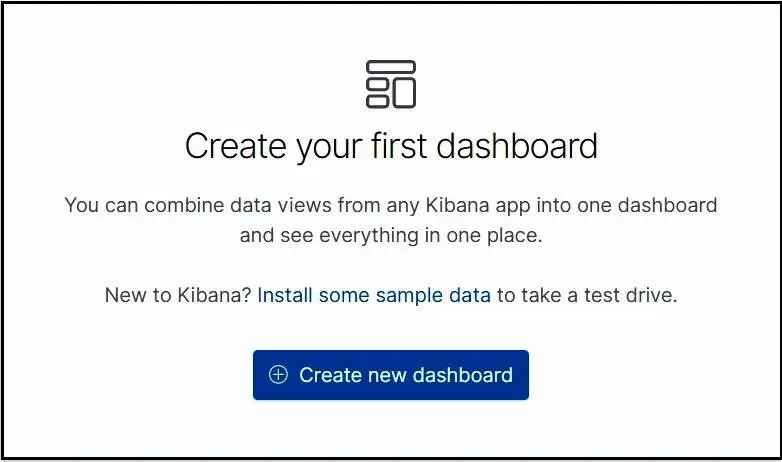 Create your first dashboard
You can combine data views from any Kibana app into one dashboard
and see everything in one place.
New to Kibana? Install some sample data to take a test drive.
Create new dashboard